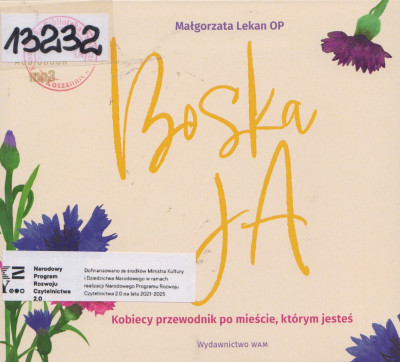 Małgorzata Lekan OP
13232
AUDIOBOOK
mp3
Boska
JA
Narodowy
Program
Rozwoju
Czytelnictwa
2.0
Dofinansowano ze środków Ministra Kultury
i Dziedzictwa Narodowego w ramach
realizacji Narodowego Programu Rozwoju
Czytelnictwa 2.0 na lata 2021-2025
Kobiecy przewodnik po mieście, którym jesteś
Wydawnictwo WAM